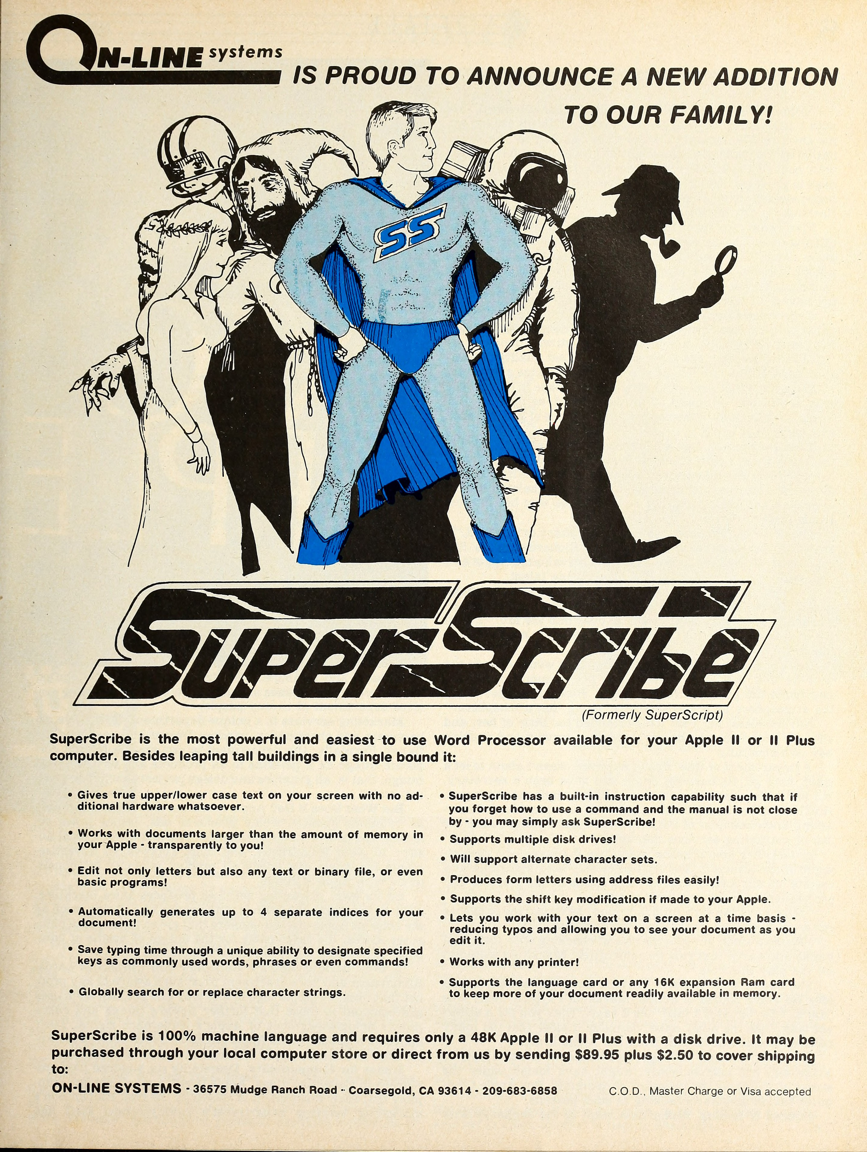 ON-LINE systems
IS PROUD TO ANNOUNCE A NEW ADDITION
TO OUR FAMILY!
SS
SuperScribe
(Formerly SuperScript)
SuperScribe is the most powerful and easiest to use Word Processor available for your Apple II or II Plus
computer. Besides leaping tall buildings in a single bound it:
• Gives true upper/lower case text on your screen with no ad-
ditional hardware whatsoever.
• Works with documents larger than the amount of memory in
your Apple - transparently to you!
• Edit not only letters but also any text or binary file, or even
basic programs!
• Automatically generates up to 4 separate indices for your
document!
• Save typing time through a unique ability to designate specified
keys as commonly used words, phrases or even commands!
• Globally search for or replace character strings.
• SuperScribe has a built-in instruction capability such that if
you forget how to use a command and the manual is not close
by - you may simply ask SuperScribe!
• Supports multiple disk drives!
• Will support alternate character sets.
• Produces form letters using address files easily!
• Supports the shift key modification if made to your Apple.
• Lets you work with your text on a screen at a time basis -
reducing typos and allowing you to see your document as you
edit it.
• Works with any printer!
• Supports the language card or any 16K expansion Ram card
to keep more of your document readily available in memory.
SuperScribe is 100% machine language and requires only a 48K Apple II or II Plus with a disk drive. It may be
purchased through your local computer store or direct from us by sending $89.95 plus $2.50 to cover shipping
to:
ON-LINE SYSTEMS - 36575 Mudge Ranch Road - Coarsegold, CA 93614 - 209-683-6858
C.O.D., Master Charge or Visa accepted